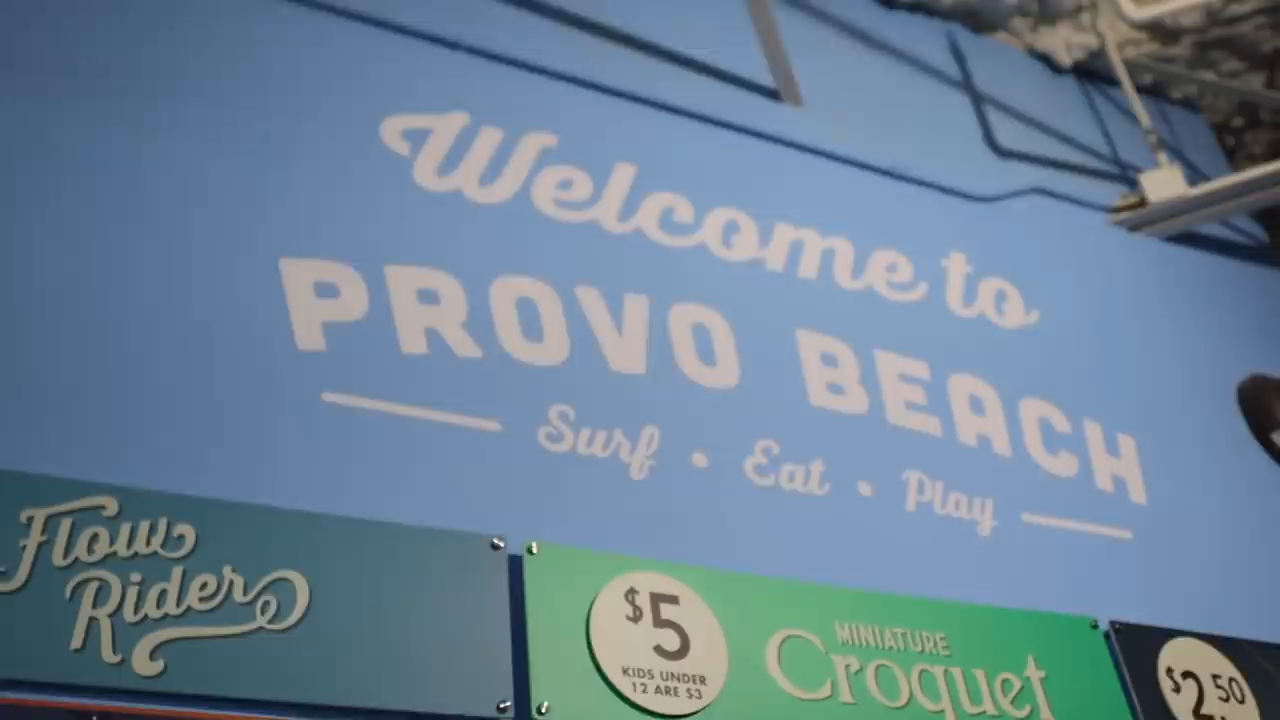 Welcome to
PROVO BEACH
Surf • Eat • Play
Flow
Rider
$5
KIDS UNDER
12 ARE $3
MINIATURE
Croquet
$2.50